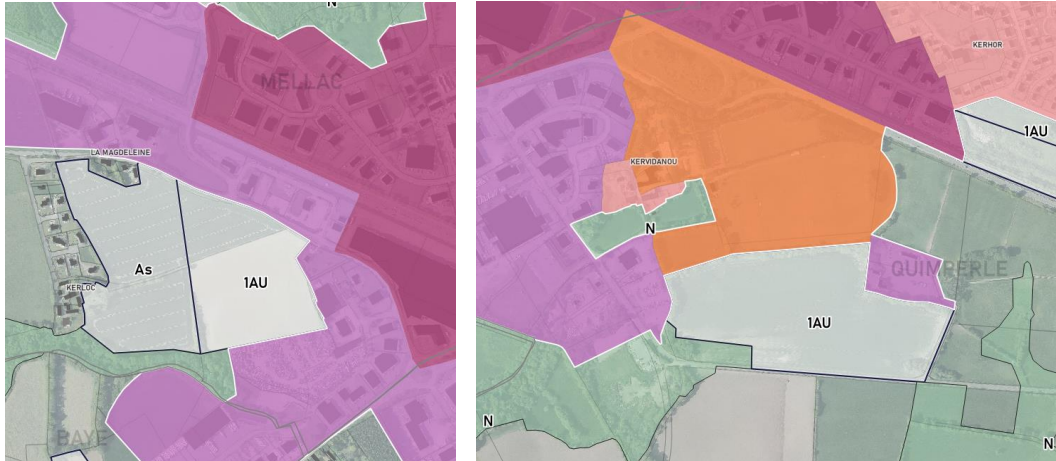 N
MELLAC
LA MAGDELEINE
As
1AU
KERLOC
BAYE
KERHOR
1AU
KERVIDANOU
N
QUIMPERLE
1AU
N
N